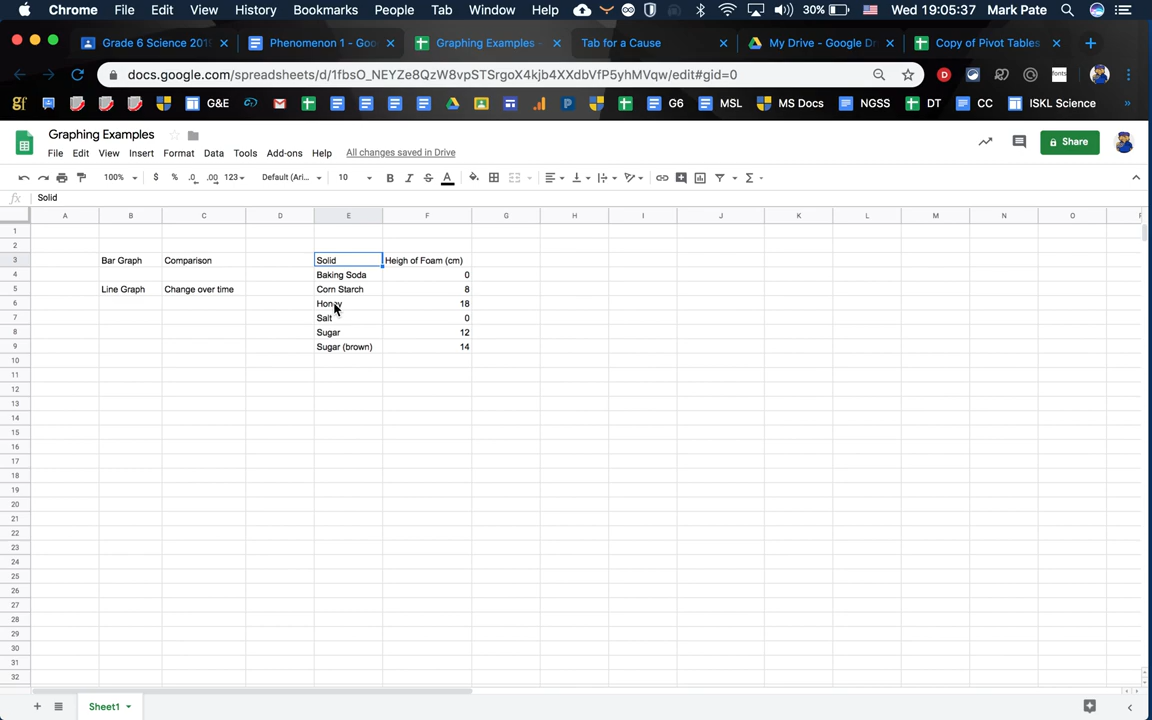 Chrome File Edit View History Bookmarks People Tab Window Help 30% Wed 19:05:37 Mark Pate
Grade 6 Science 201 Phenomenon 1 - Goo Graphing Examples - Tab for a Cause My Drive - Google Dr Copy of Pivot Tables
docs.google.com/spreadsheets/d/1fbsO_NEYZe8QzW8vpSTSrgoX4kjb4XXdbVfP5yhMVqw/edit#gid=0
gf G&E G6 MSL MS Docs NGSS DT CC ISKL Science »
Graphing Examples
File Edit View Insert Format Data Tools Add-ons Help All changes saved in Drive
Share
100% $ % .0 .00 123 Default (Ari... 10 B I S A Σ
fx Solid
A B C D E F G H I J K L M N O
1
2
3 Bar Graph Comparison Solid Heigh of Foam (cm)
4 Baking Soda 0
5 Line Graph Change over time Corn Starch 8
6 Honey 18
7 Salt 0
8 Sugar 12
9 Sugar (brown) 14
10
11
12
13
14
15
16
17
18
19
20
21
22
23
24
25
26
27
28
29
30
31
32
Sheet1